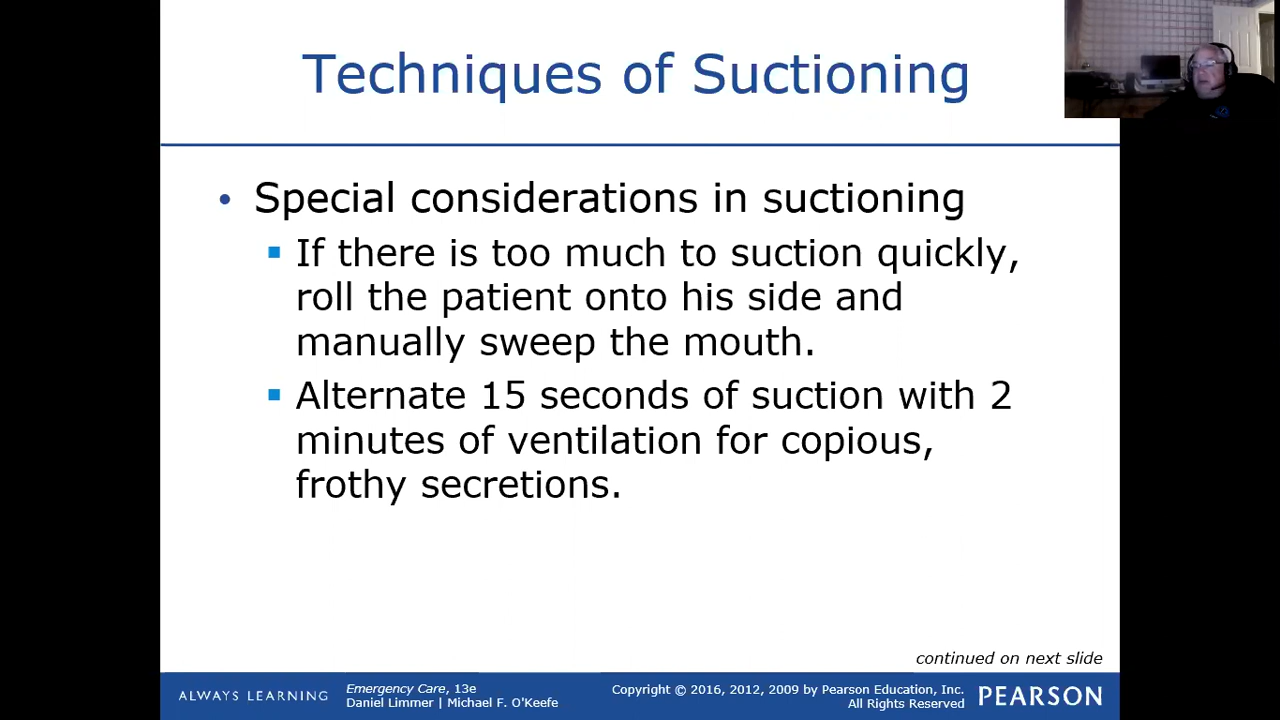 Techniques of Suctioning
• Special considerations in suctioning
▪ If there is too much to suction quickly,
roll the patient onto his side and
manually sweep the mouth.
▪ Alternate 15 seconds of suction with 2
minutes of ventilation for copious,
frothy secretions.
continued on next slide
ALWAYS LEARNING
Emergency Care, 13e
Daniel Limmer | Michael F. O'Keefe
Copyright © 2016, 2012, 2009 by Pearson Education, Inc.
All Rights Reserved
PEARSON